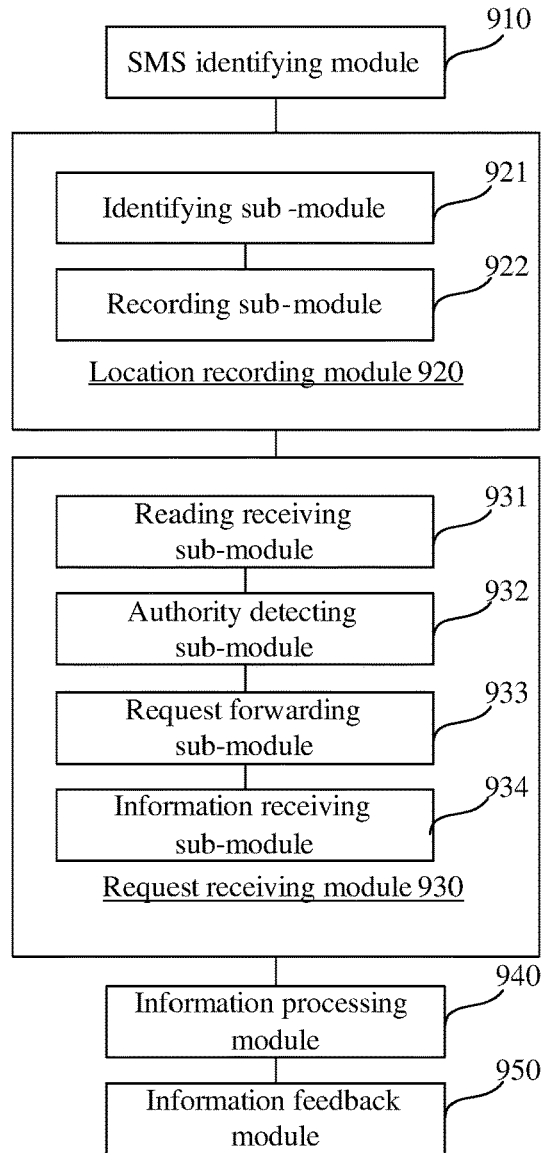 910
SMS identifying module
921
Identifying sub-module
922
Recording sub-module
Location recording module 920
931
Reading receiving
sub-module
932
Authority detecting
sub-module
933
Request forwarding
sub-module
934
Information receiving
sub-module
Request receiving module 930
940
Information processing
module
950
Information feedback
module